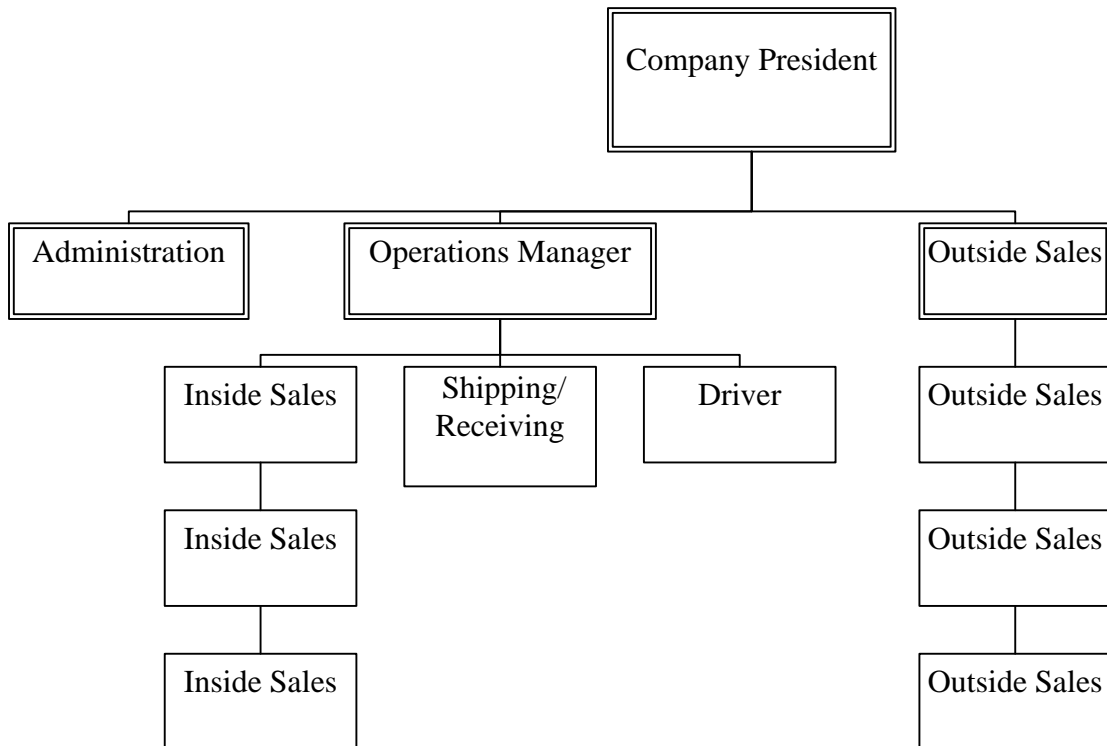 Company President
Administration
Operations Manager
Outside Sales
Inside Sales
Shipping/
Receiving
Driver
Outside Sales
Inside Sales
Outside Sales
Inside Sales
Outside Sales